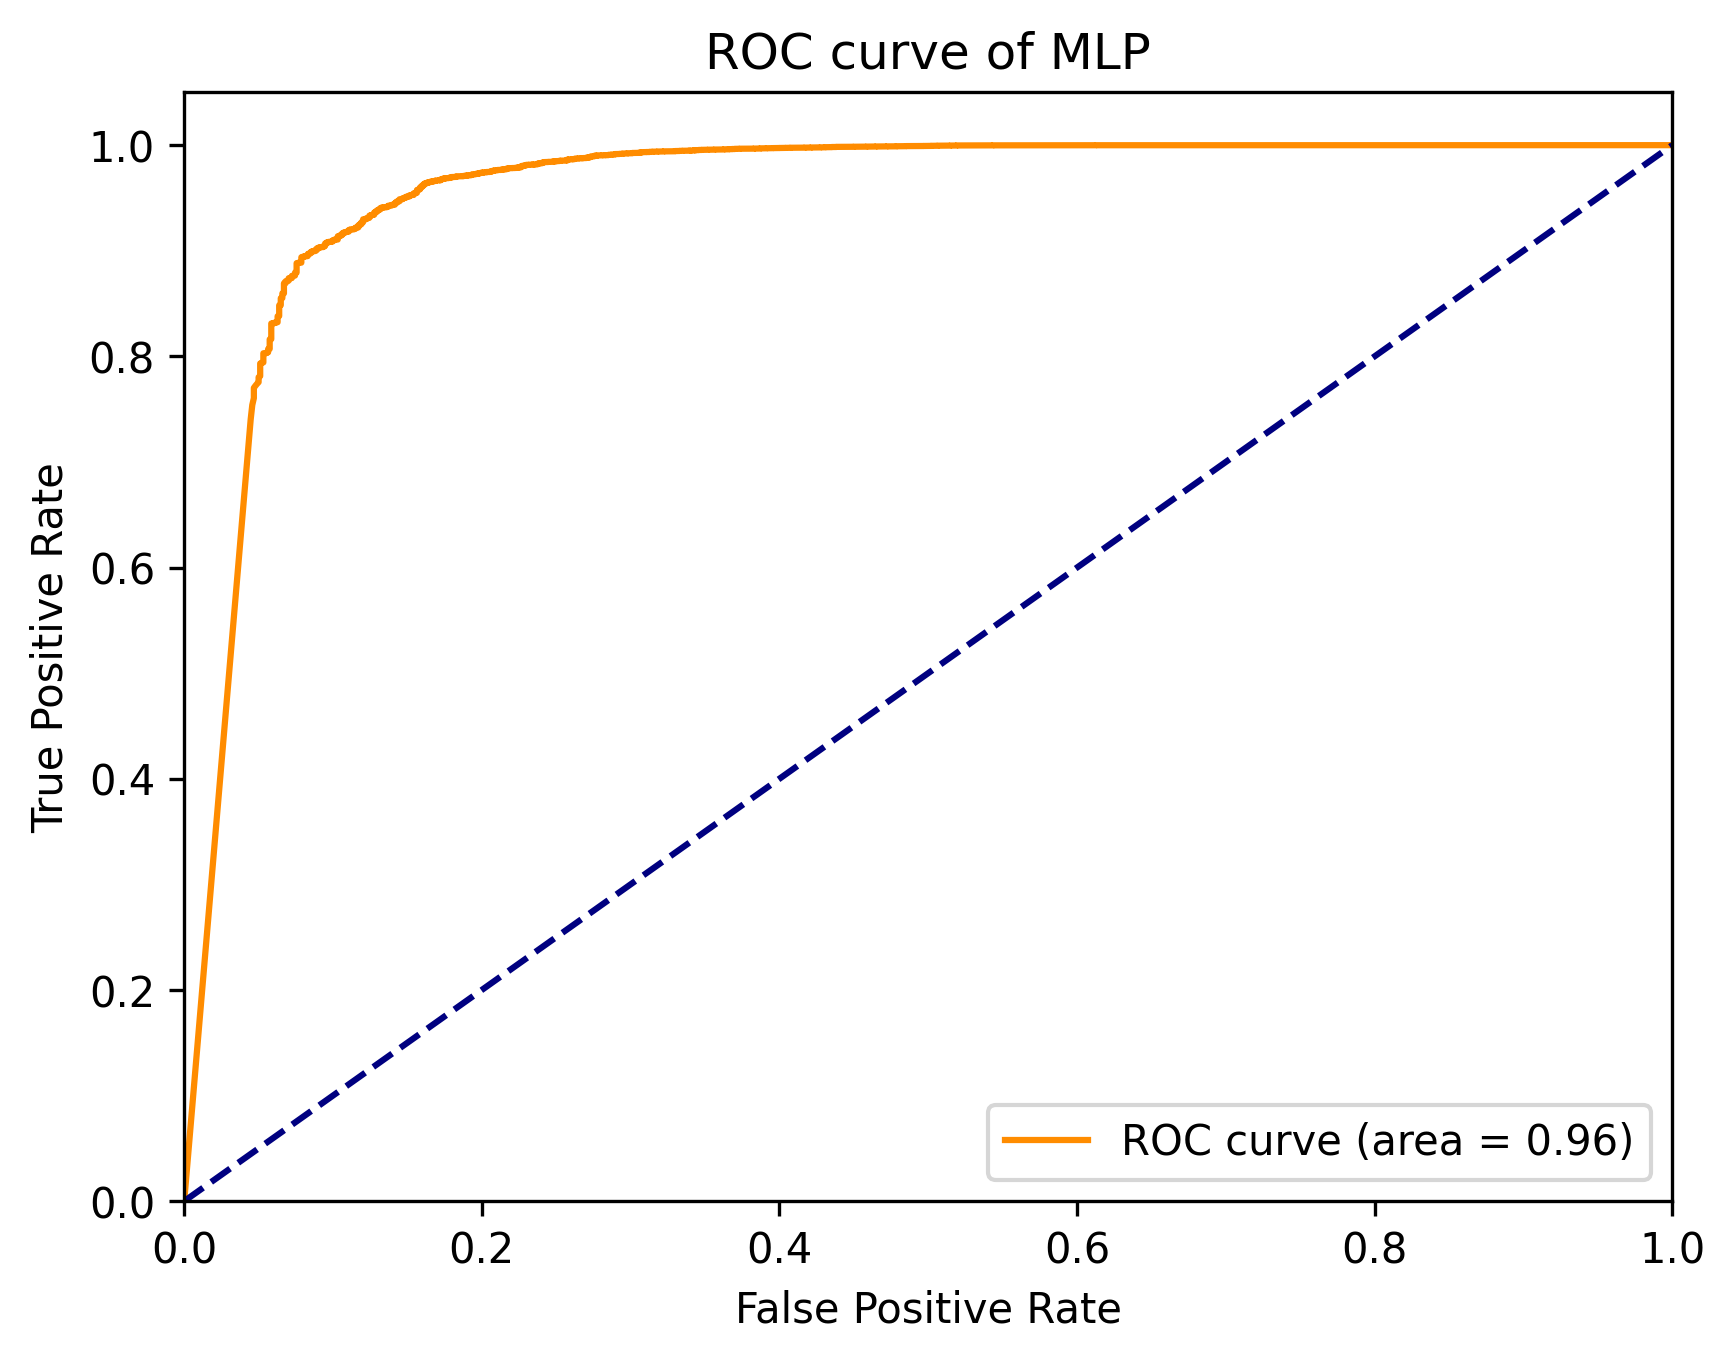 ROC curve of MLP
1.0
0.8
0.6
0.4
0.2
0.0
True Positive Rate
ROC curve (area = 0.96)
0.0 0.2 0.4 0.6 0.8 1.0
False Positive Rate